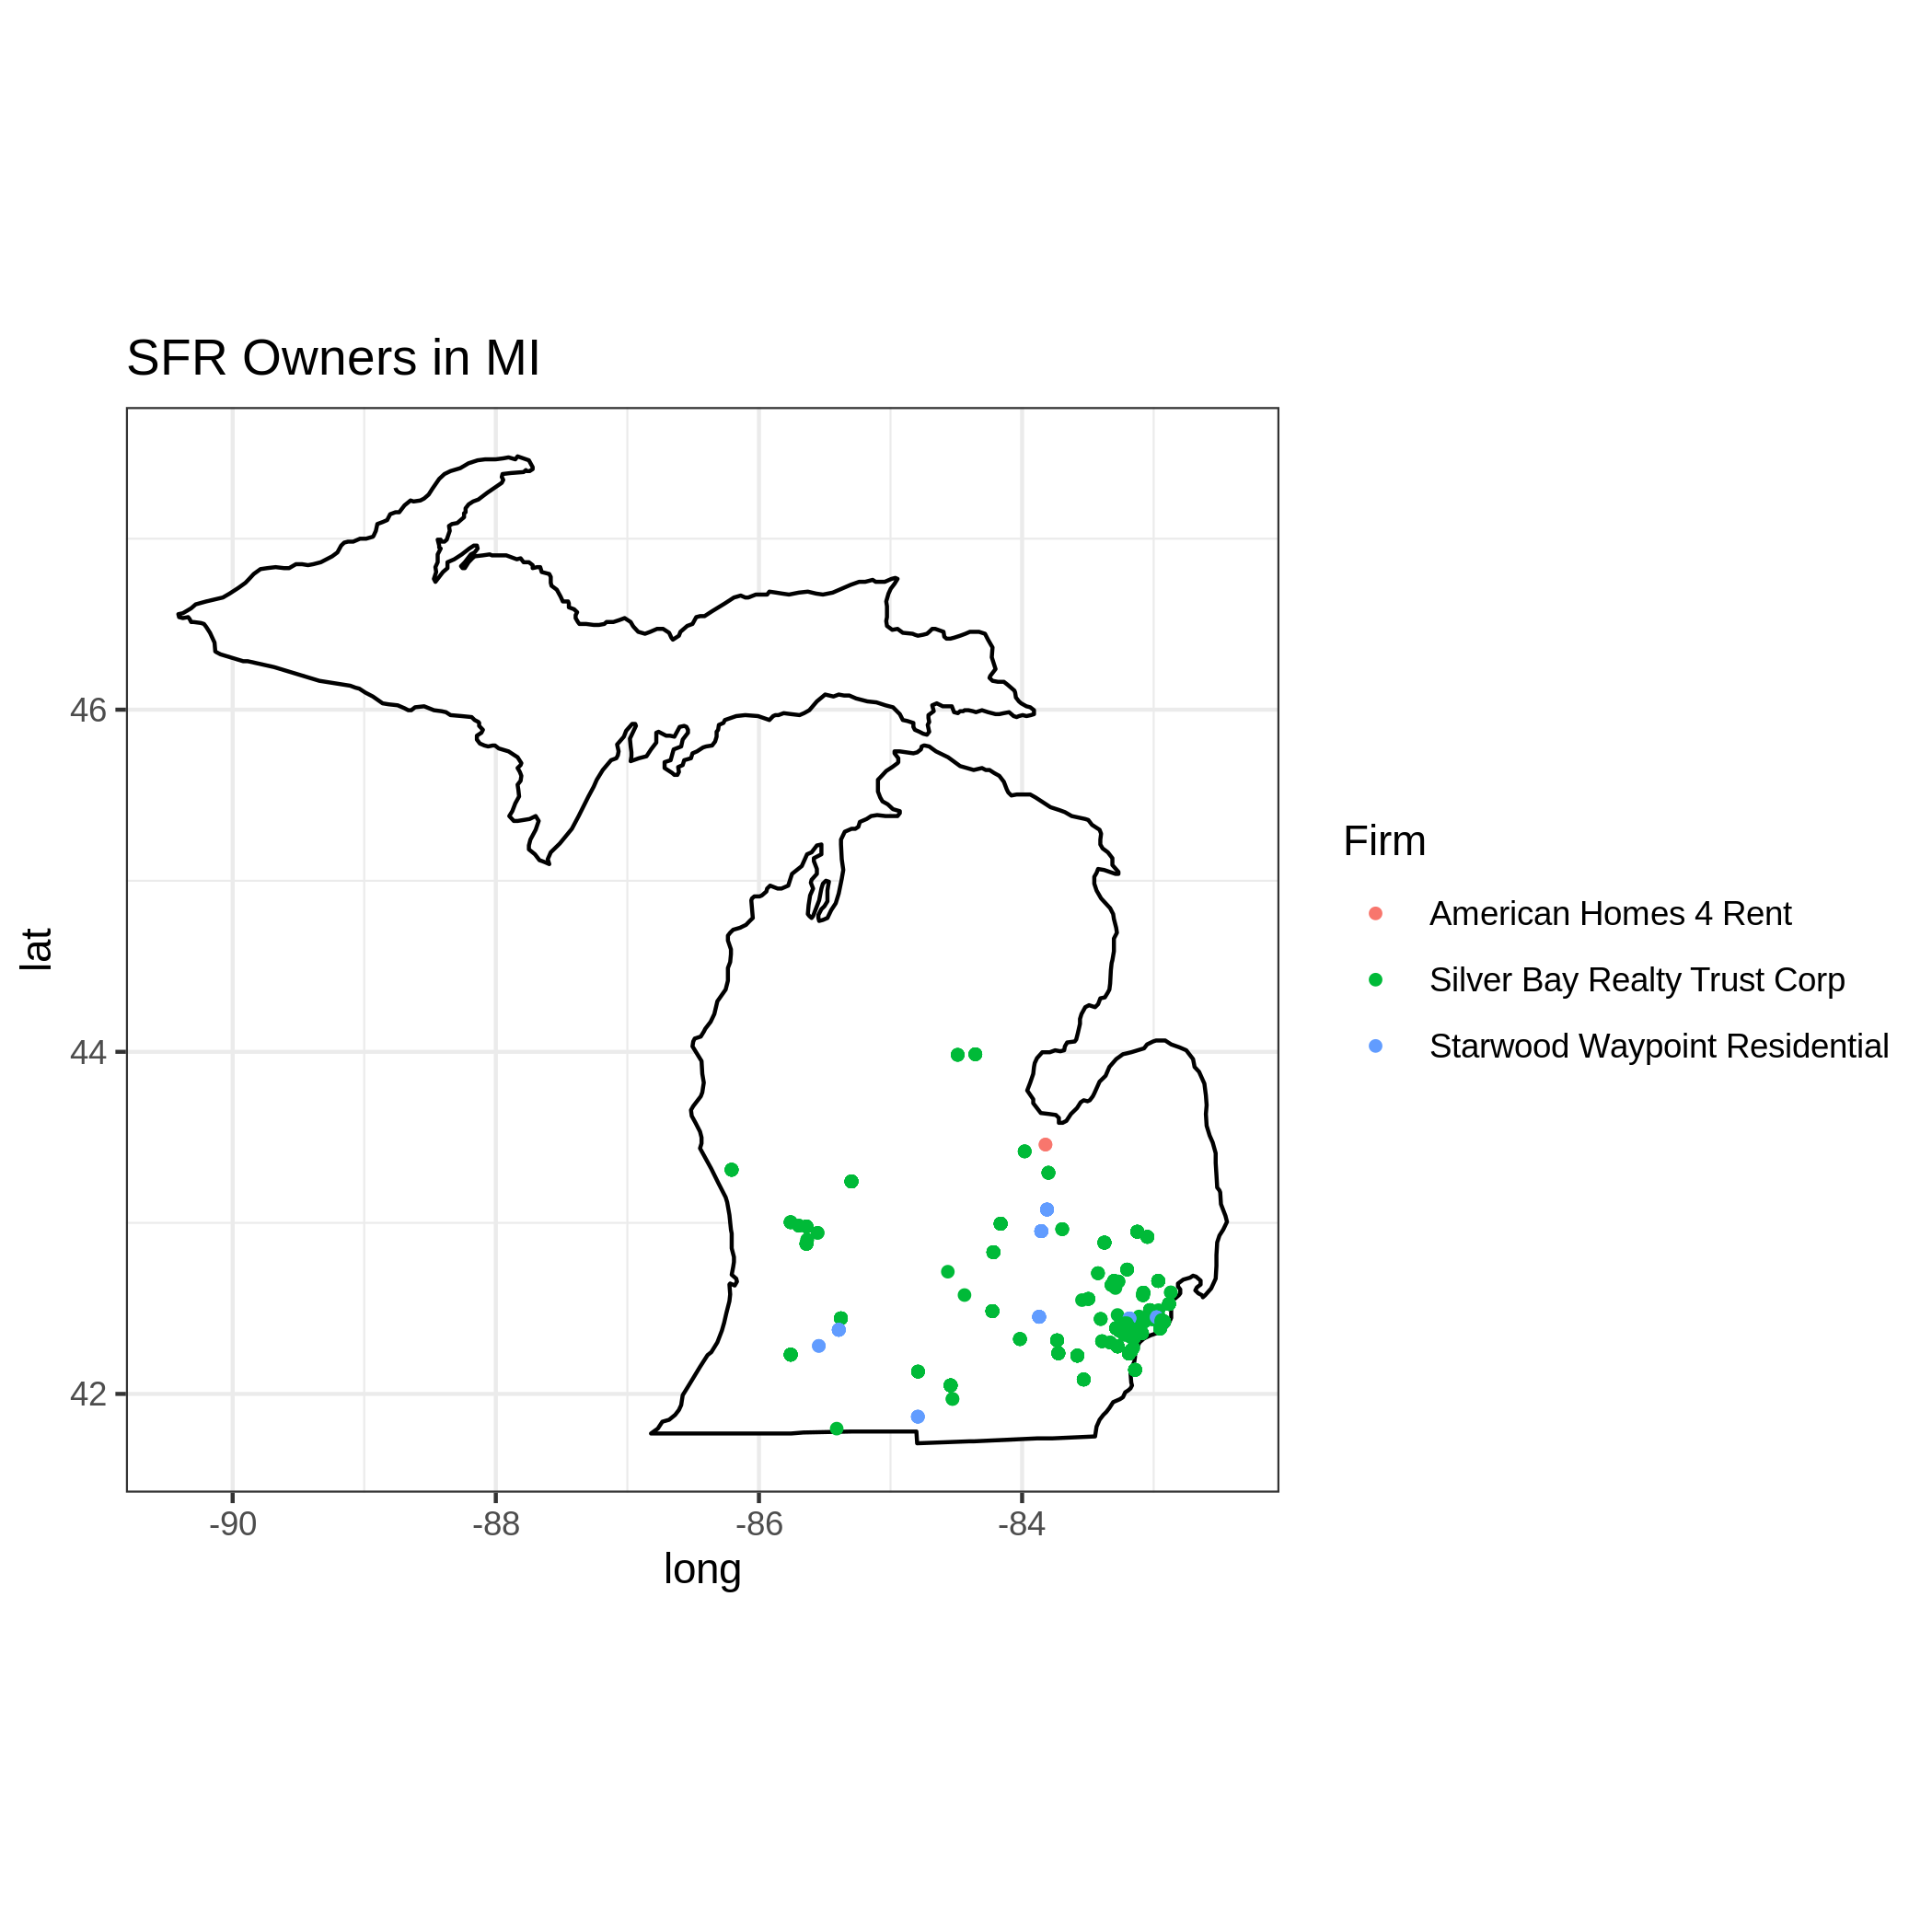 SFR Owners in MI
46
44
42
lat
-90
-88
-86
-84
long
Firm
American Homes 4 Rent
Silver Bay Realty Trust Corp
Starwood Waypoint Residential